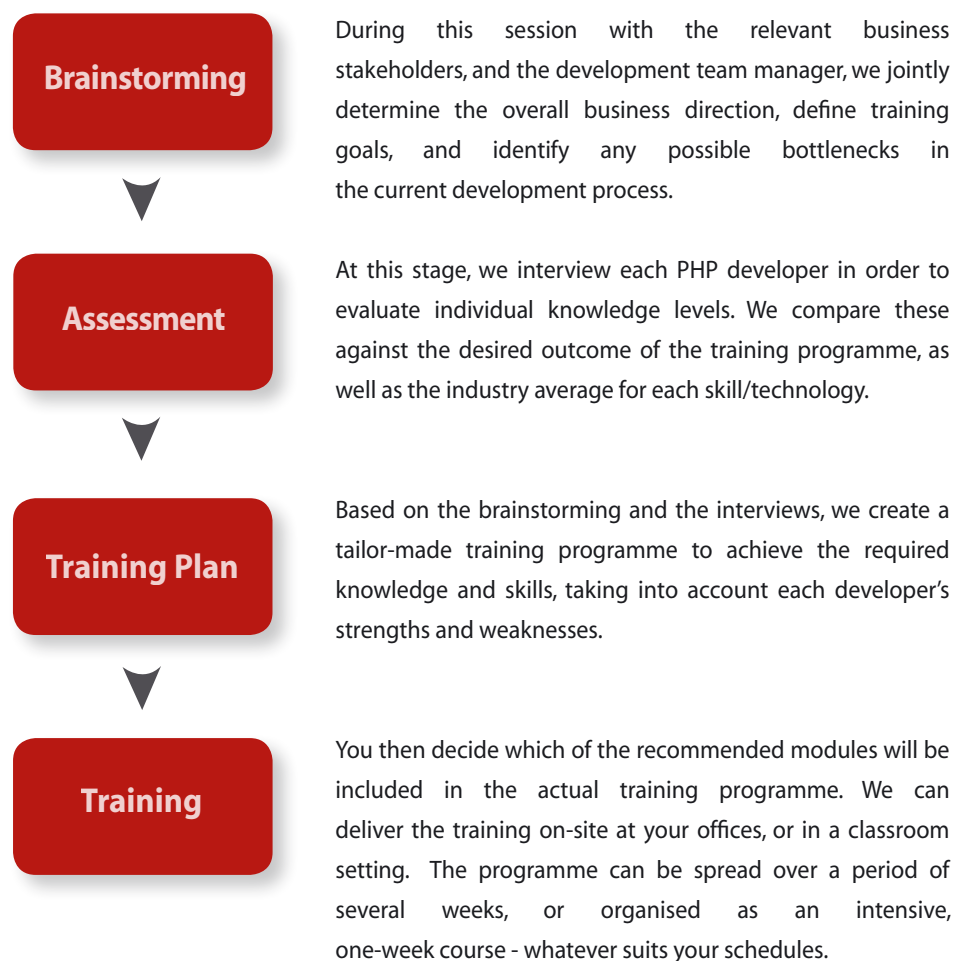 Brainstorming
During this session with the relevant business
stakeholders, and the development team manager, we jointly
determine the overall business direction, define training
goals, and identify any possible bottlenecks in
the current development process.
Assessment
At this stage, we interview each PHP developer in order to
evaluate individual knowledge levels. We compare these
against the desired outcome of the training programme, as
well as the industry average for each skill/technology.
Training Plan
Based on the brainstorming and the interviews, we create a
tailor-made training programme to achieve the required
knowledge and skills, taking into account each developer’s
strengths and weaknesses.
Training
You then decide which of the recommended modules will be
included in the actual training programme. We can
deliver the training on-site at your offices, or in a classroom
setting. The programme can be spread over a period of
several weeks, or organised as an intensive,
one-week course - whatever suits your schedules.